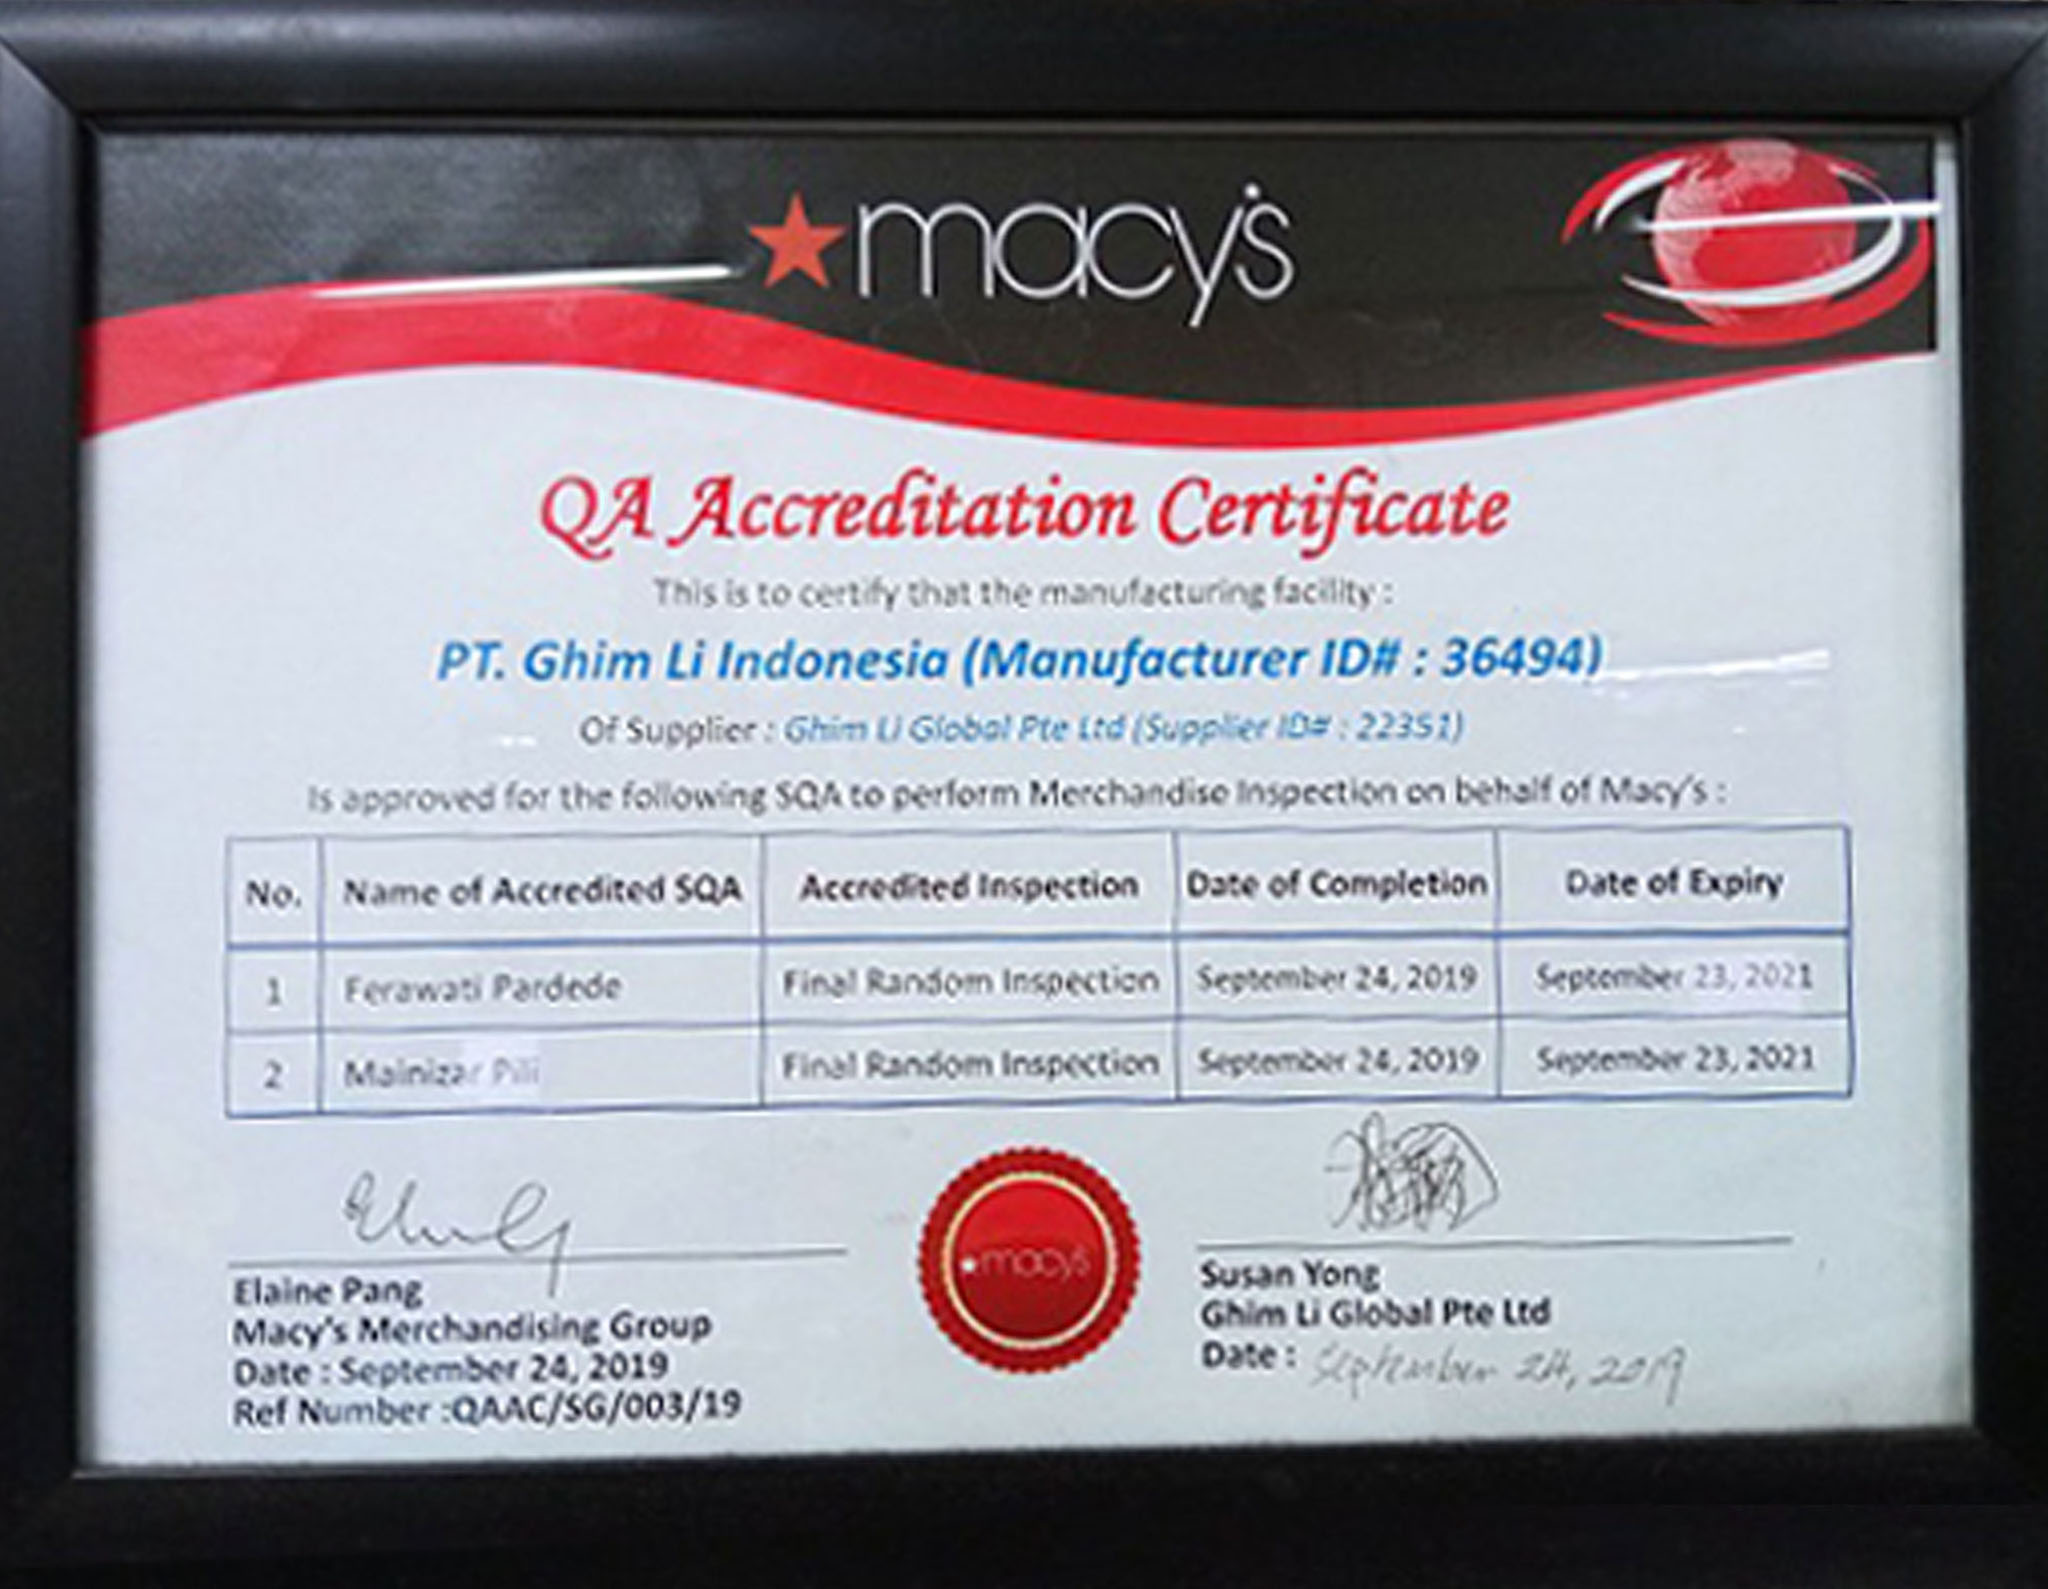 macy's
QA Accreditation Certificate
This is to certify that the manufacturing facility :
PT. Ghim Li Indonesia (Manufacturer ID# : 36494)
Of Supplier : Ghim Li Global Pte Ltd (Supplier ID# : 22351)
Is approved for the following SQA to perform Merchandise Inspection on behalf of Macy's :
No. Name of Accredited SQA Accredited Inspection Date of Completion Date of Expiry
1 Ferawati Pardede Final Random Inspection September 24, 2019 September 23, 2021
2 Mainizar Pili Final Random Inspection September 24, 2019 September 23, 2021
macy's
Elaine Pang
Macy's Merchandising Group
Date : September 24, 2019
Ref Number :QAAC/SG/003/19
Susan Yong
Ghim Li Global Pte Ltd
Date : September 24, 2019